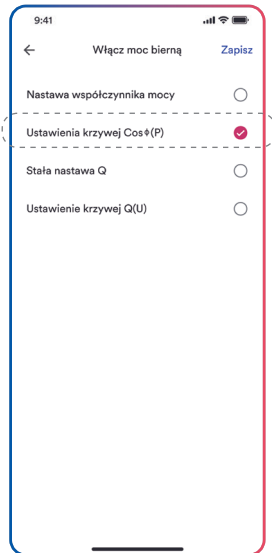 9:41
Włącz moc bierną
Zapisz
Nastawa współczynnika mocy
Ustawienia krzywej Cosϕ(P)
Stała nastawa Q
Ustawienie krzywej Q(U)